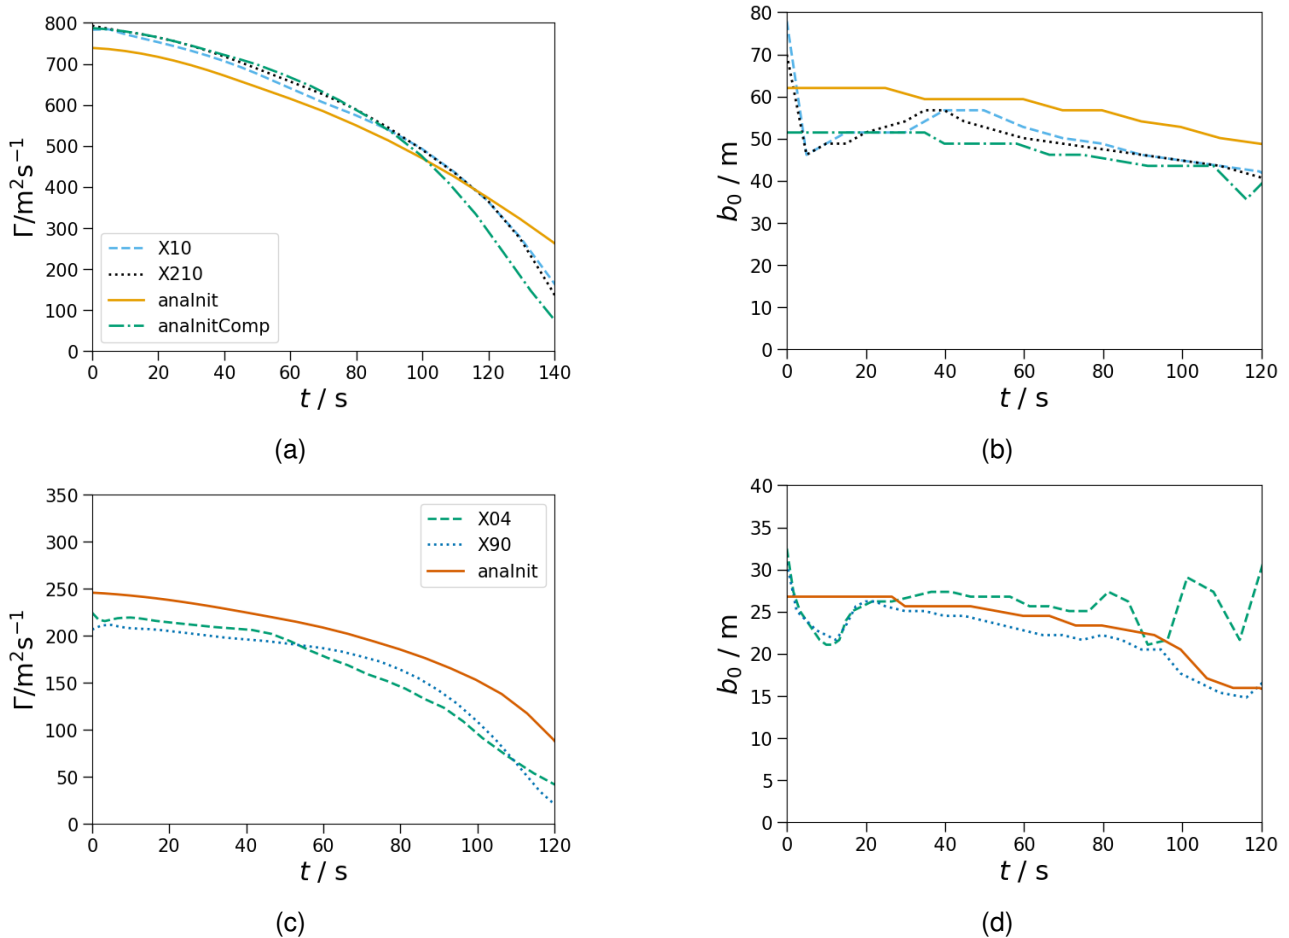 800
700
600
500
400
300
200
100
0
Γ/m²s⁻¹
X10
X210
anaInit
anaInitComp
0 20 40 60 80 100 120 140
t / s
(a)
80
70
60
50
40
30
20
10
0
b₀ / m
0 20 40 60 80 100 120
t / s
(b)
350
300
250
200
150
100
50
0
Γ/m²s⁻¹
X04
X90
anaInit
0 20 40 60 80 100 120
t / s
(c)
40
35
30
25
20
15
10
5
0
b₀ / m
0 20 40 60 80 100 120
t / s
(d)